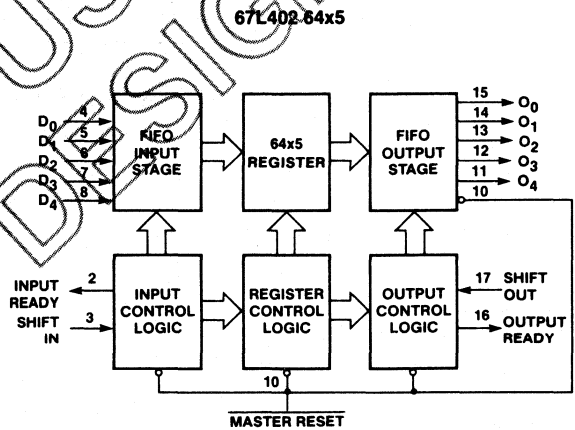 67L402 64x5
D0 4
D1 5
D2 6
D3 7
D4 8
FIFO
INPUT
STAGE
64x5
REGISTER
FIFO
OUTPUT
STAGE
15 O0
14 O1
13 O2
12 O3
11 O4
10
INPUT
READY
2
SHIFT
IN
3
INPUT
CONTROL
LOGIC
REGISTER
CONTROL
LOGIC
OUTPUT
CONTROL
LOGIC
17 SHIFT
OUT
16 OUTPUT
READY
10
MASTER RESET